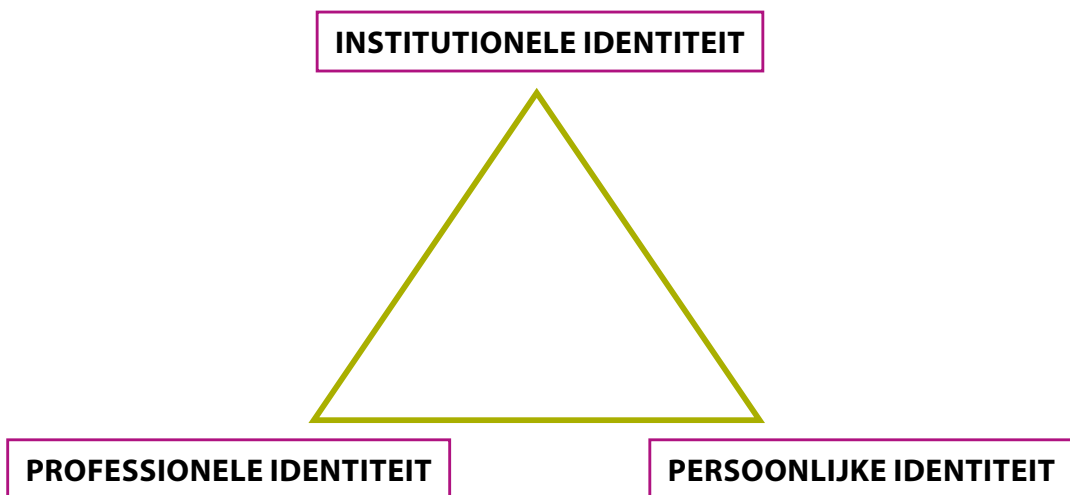 INSTITUTIONELE IDENTITEIT
PROFESSIONELE IDENTITEIT
PERSOONLIJKE IDENTITEIT